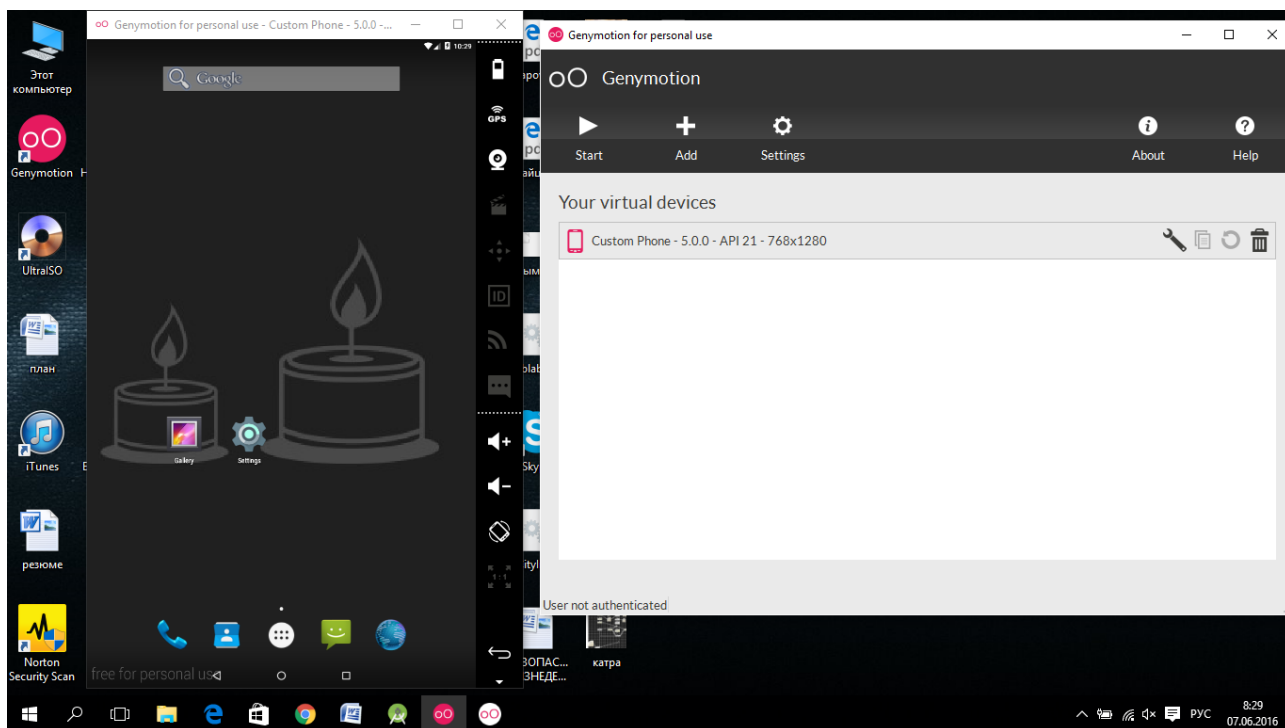 Genymotion for personal use - Custom Phone - 5.0.0 -...
10:29
Google
GPS
ID
1:1
Gallery
Settings
free for personal use
Этот
компьютер
Genymotion
UltraISO
план
iTunes
резюме
Norton
Security Scan
Genymotion for personal use
Genymotion
Start
Add
Settings
About
Help
Your virtual devices
Custom Phone - 5.0.0 - API 21 - 768x1280
User not authenticated
катра
РУС
8:29
07.06.2016